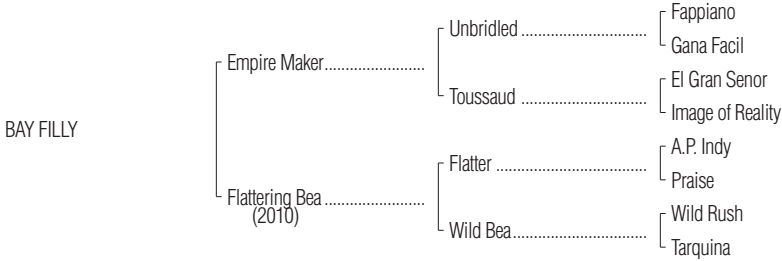 Fappiano
Unbridled ..............................
Gana Facil
Empire Maker........................
El Gran Senor
Toussaud ..............................
Image of Reality
BAY FILLY
A.P. Indy
Flatter ....................................
Praise
Flattering Bea ........................
(2010)
Wild Rush
Wild Bea................................
Tarquina